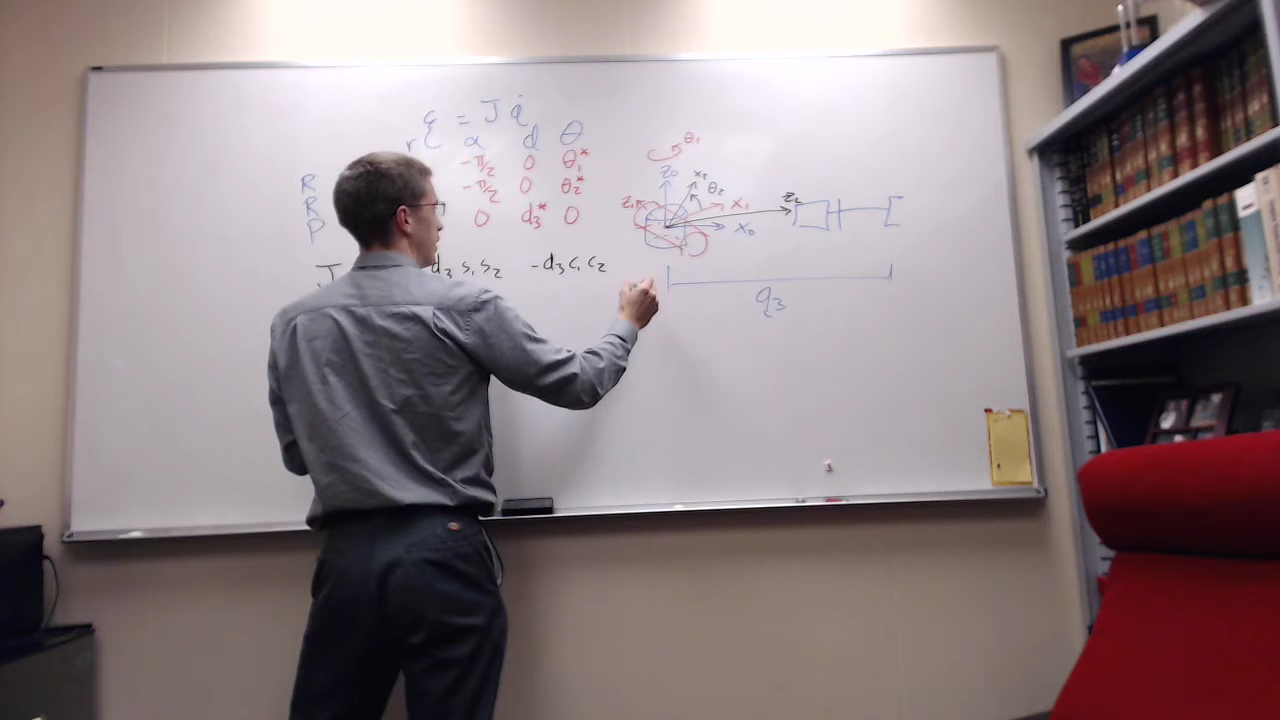 ξ = J q̇
r α d θ
R -π/2 0 θ₁*
R -π/2 0 θ₂*
P 0 d₃* 0
J d₃ s₁ s₂ -d₃ c₁ c₂
θ₁
z₀ x₂ θ₂
z₁ x₁ z₂
x₀
q₃